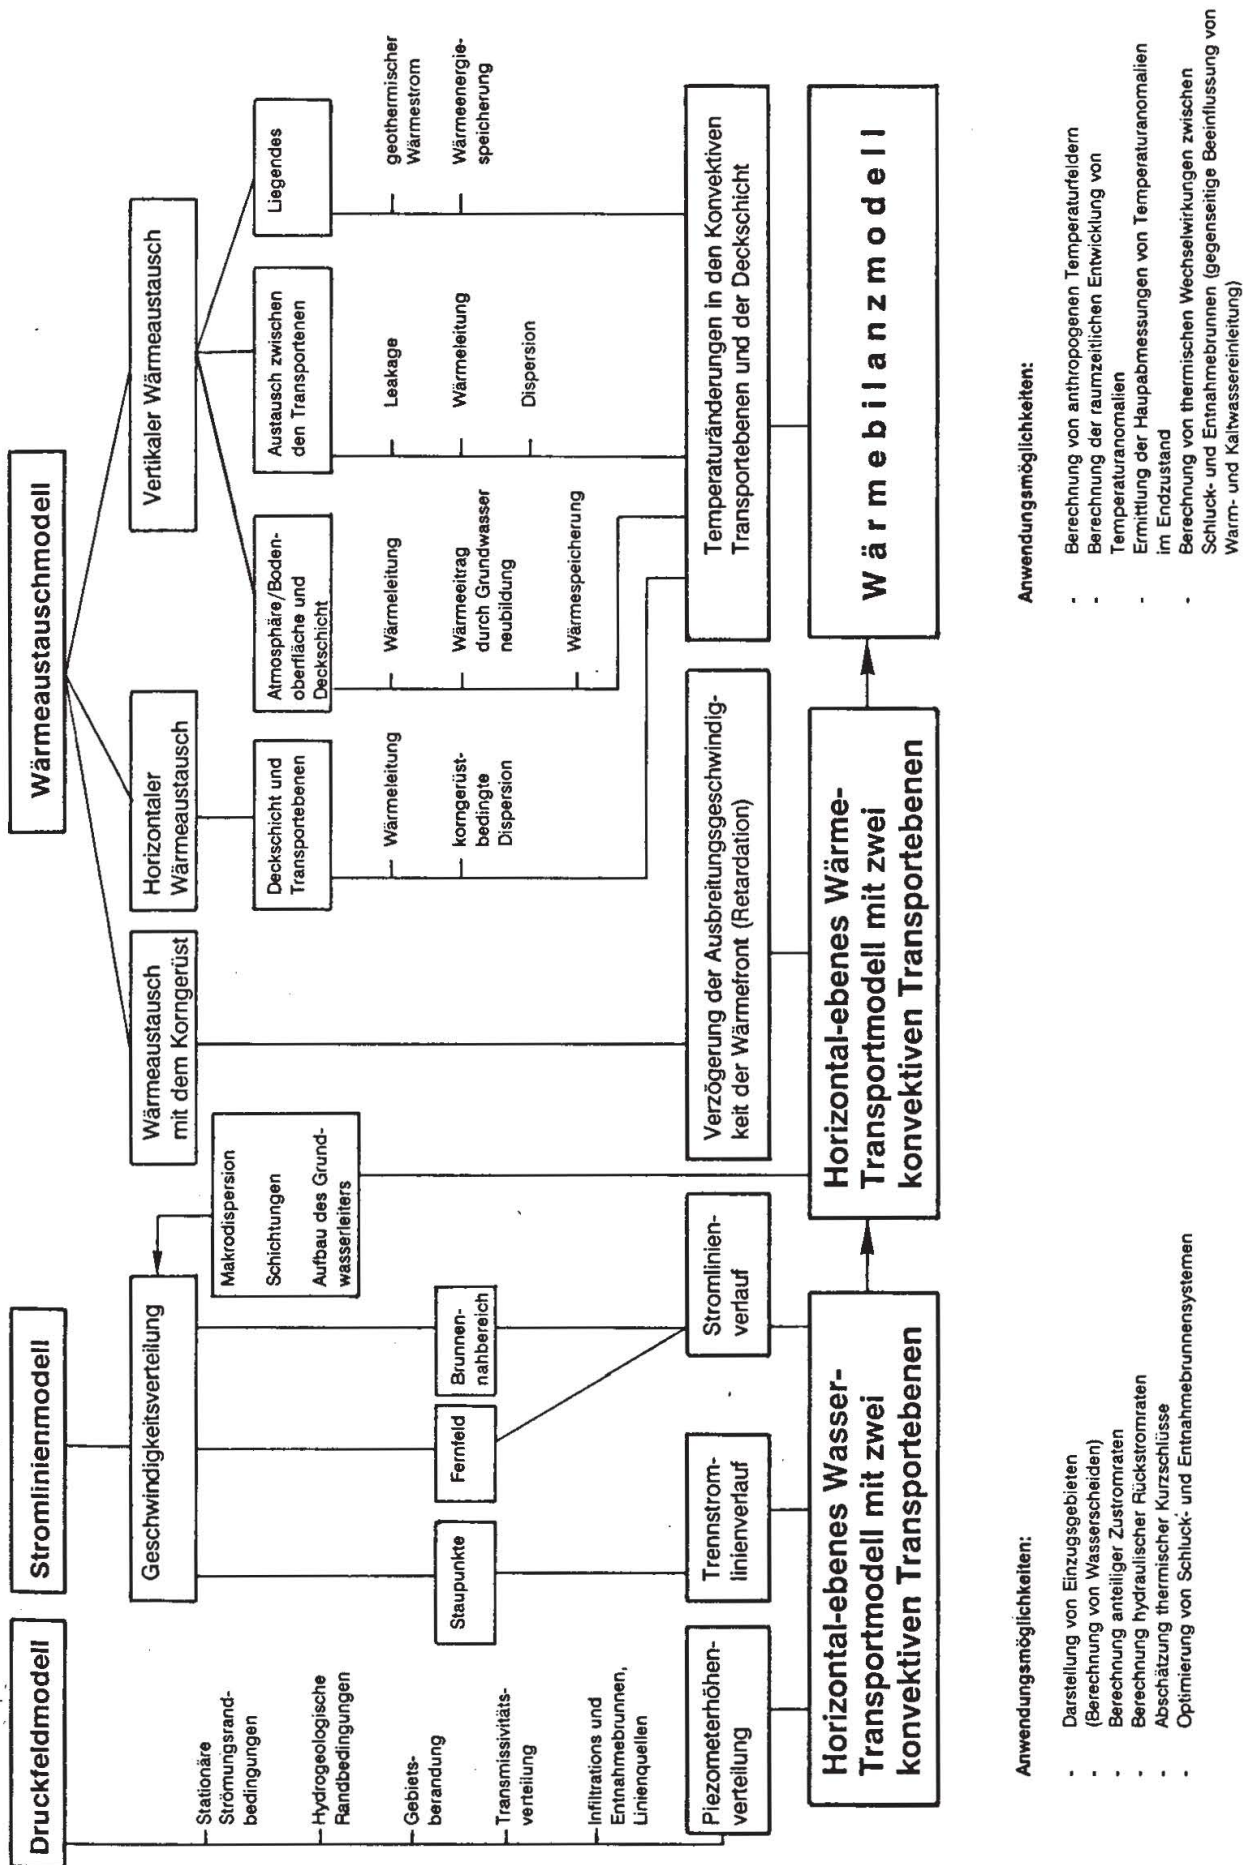 Druckfeldmodell
Stationäre
Strömungsrand-
bedingungen
Hydrogeologische
Randbedingungen
Gebiets-
berandung
Transmissivitäts-
verteilung
Infiltrations und
Entnahmebrunnen,
Linienquellen
Piezometerhöhen-
verteilung
Stromlinienmodell
Geschwindigkeitsverteilung
Makrodispersion
Schichtungen
Aufbau des Grund-
wasserleiters
Staupunkte
Fernfeld
Brunnen-
nahbereich
Trennstrom-
linienverlauf
Stromlinien-
verlauf
Horizontal-ebenes Wasser-
Transportmodell mit zwei
konvektiven Transportebenen
Wärmeaustauschmodell
Wärmeaustausch
mit dem Korngerüst
Horizontaler
Wärmeaustausch
Vertikaler Wärmeaustausch
Deckschicht und
Transportebenen
Wärmeleitung
korngerüst-
bedingte
Dispersion
Atmosphäre/Boden-
oberfläche und
Deckschicht
Wärmeleitung
Wärmeeitrag
durch Grundwasser
neubildung
Wärmespeicherung
Austausch zwischen
den Transportenen
Leakage
Wärmeleitung
Dispersion
Liegendes
geothermischer
Wärmestrom
Wärmeenergie-
speicherung
Verzögerung der Ausbreitungsgeschwindig-
keit der Wärmefront (Retardation)
Temperaturänderungen in den Konvektiven
Transportebenen und der Deckschicht
Horizontal-ebenes Wärme-
Transportmodell mit zwei
konvektiven Transportebenen
Wärmebilanzmodell
Anwendungsmöglichkeiten:
- Darstellung von Einzugsgebieten
- (Berechnung von Wasserscheiden)
- Berechnung anteiliger Zustromraten
- Berechnung hydraulischer Rückstromraten
- Abschätzung thermischer Kurzschlüsse
- Optimierung von Schluck- und Entnahmebrunnensystemen
Anwendungsmöglichkeiten:
- Berechnung von anthropogenen Temperaturfeldern
- Berechnung der raumzeitlichen Entwicklung von
Temperaturanomalien
- Ermittlung der Haupabmessungen von Temperaturanomalien
im Endzustand
- Berechnung von thermischen Wechselwirkungen zwischen
Schluck- und Entnahmebrunnen (gegenseitige Beeinflussung von
Warm- und Kaltwassereinleitung)